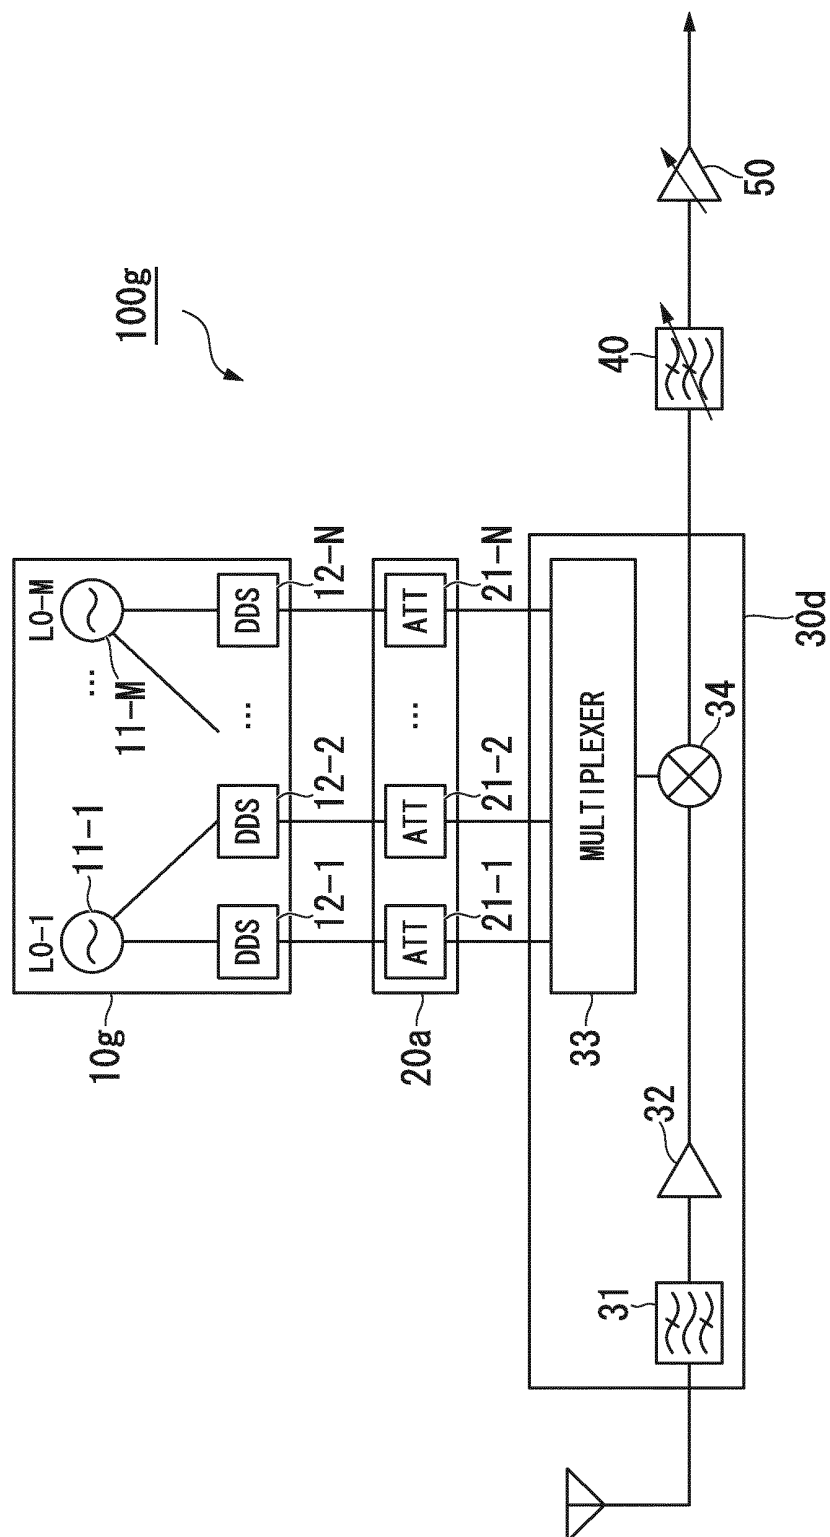 100g
LO-1
LO-M
11-1
...
11-M
DDS
DDS
...
DDS
10g
12-1
12-2
12-N
ATT
ATT
...
ATT
20a
21-1
21-2
21-N
MULTIPLEXER
33
31
32
34
40
50
30d